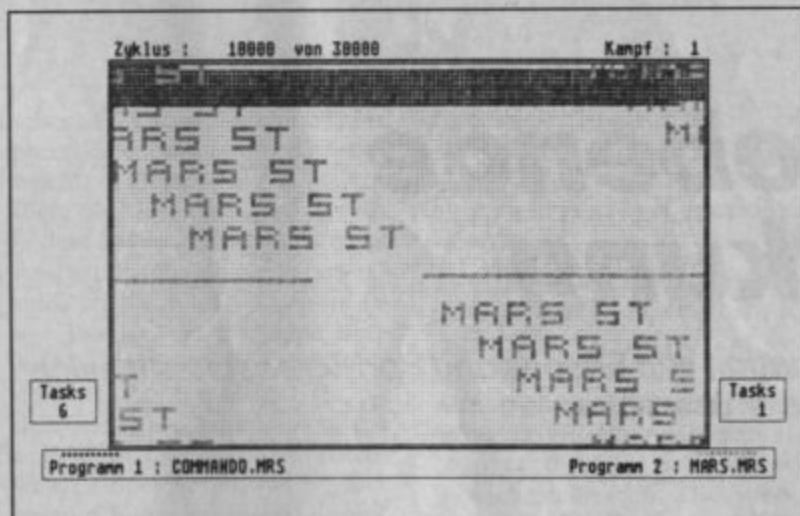 Zyklus : 10000 von 30000 Kampf : 1
ARS ST
MARS ST
MARS ST
MARS ST
MARS ST
MARS ST
T MARS S
ST MARS
Tasks
6
Tasks
1
Programm 1 : COMMANDO.MRS Programm 2 : MARS.MRS